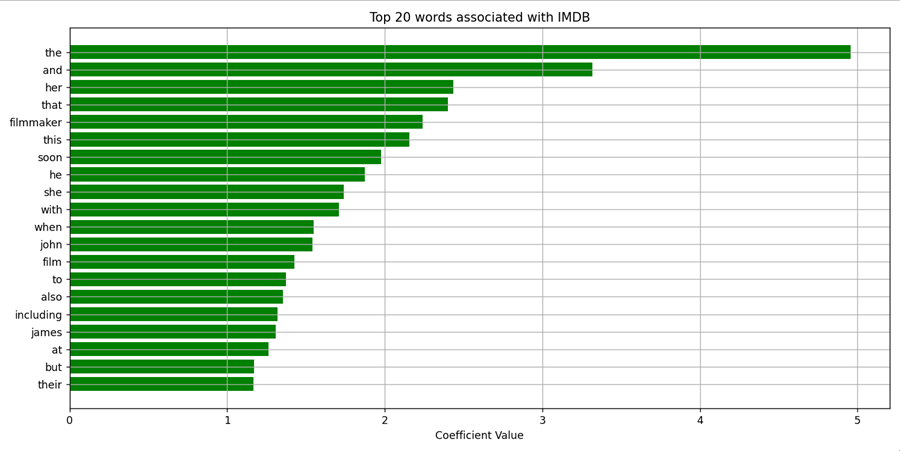 Top 20 words associated with IMDB
the
and
her
that
filmmaker
this
soon
he
she
with
when
john
film
to
also
including
james
at
but
their
0 1 2 3 4 5
Coefficient Value